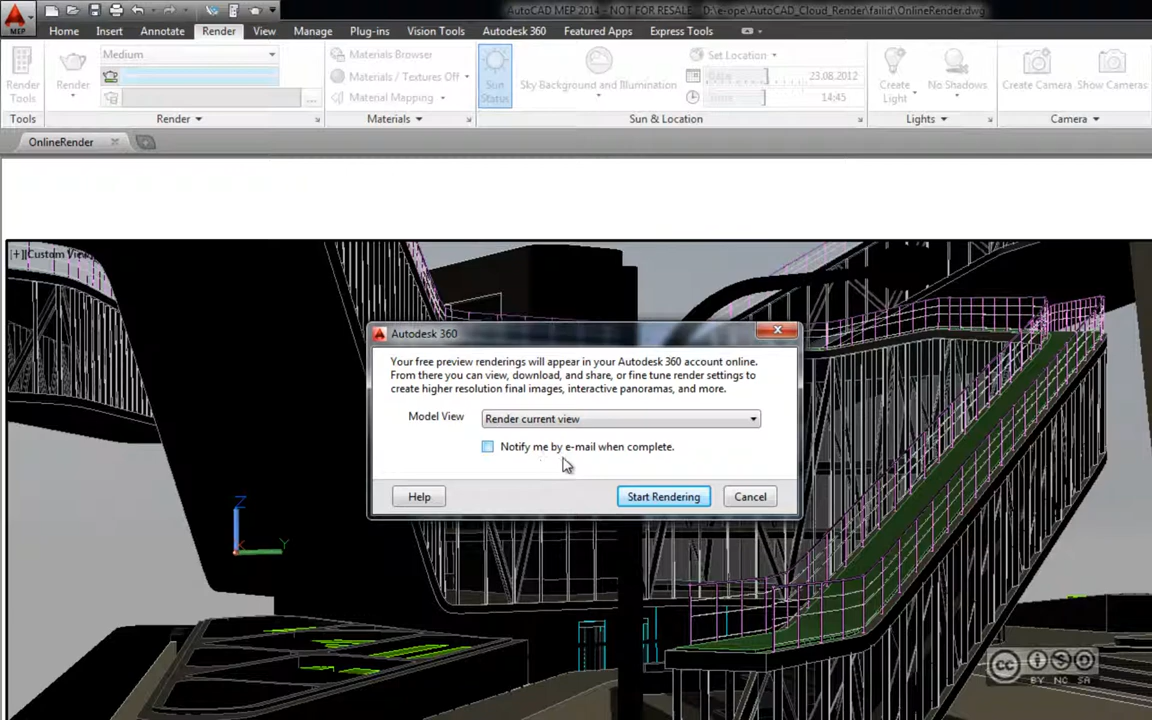 AutoCAD MEP 2014 - NOT FOR RESALE - D:\e-ope\AutoCAD_Cloud_Render\failid\OnlineRender.dwg
MEP
Home Insert Annotate Render View Manage Plug-ins Vision Tools Autodesk 360 Featured Apps Express Tools
Medium
Render Tools
Render
Materials Browser
Materials / Textures Off
Material Mapping
Sun Status
Sky Background and Illumination
Set Location
Date 23.08.2012
Time 14:45
Create Light
No Shadows
Create Camera
Show Cameras
Tools Render Materials Sun & Location Lights Camera
OnlineRender
[+][Custom View]
Autodesk 360
Your free preview renderings will appear in your Autodesk 360 account online.
From there you can view, download, and share, or fine tune render settings to
create higher resolution final images, interactive panoramas, and more.
Model View Render current view
Notify me by e-mail when complete.
Help Start Rendering Cancel
Z
X Y
cc
BY NC SA